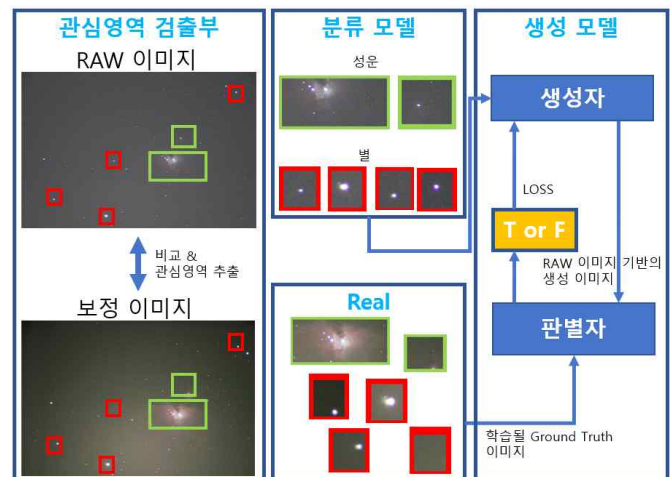 관심영역 검출부
RAW 이미지
비교 &
관심영역 추출
보정 이미지
분류 모델
성운
별
Real
생성 모델
생성자
LOSS
T or F
RAW 이미지 기반의
생성 이미지
판별자
학습될 Ground Truth
이미지